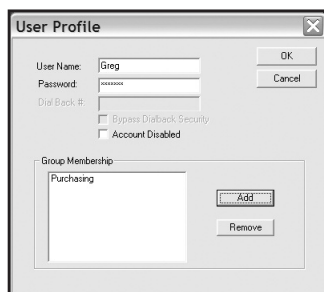 User Profile
User Name: Greg
OK
Password: xxxxxxx
Cancel
Dial Back #:
Bypass Dialback Security
Account Disabled
Group Membership
Purchasing
Add
Remove